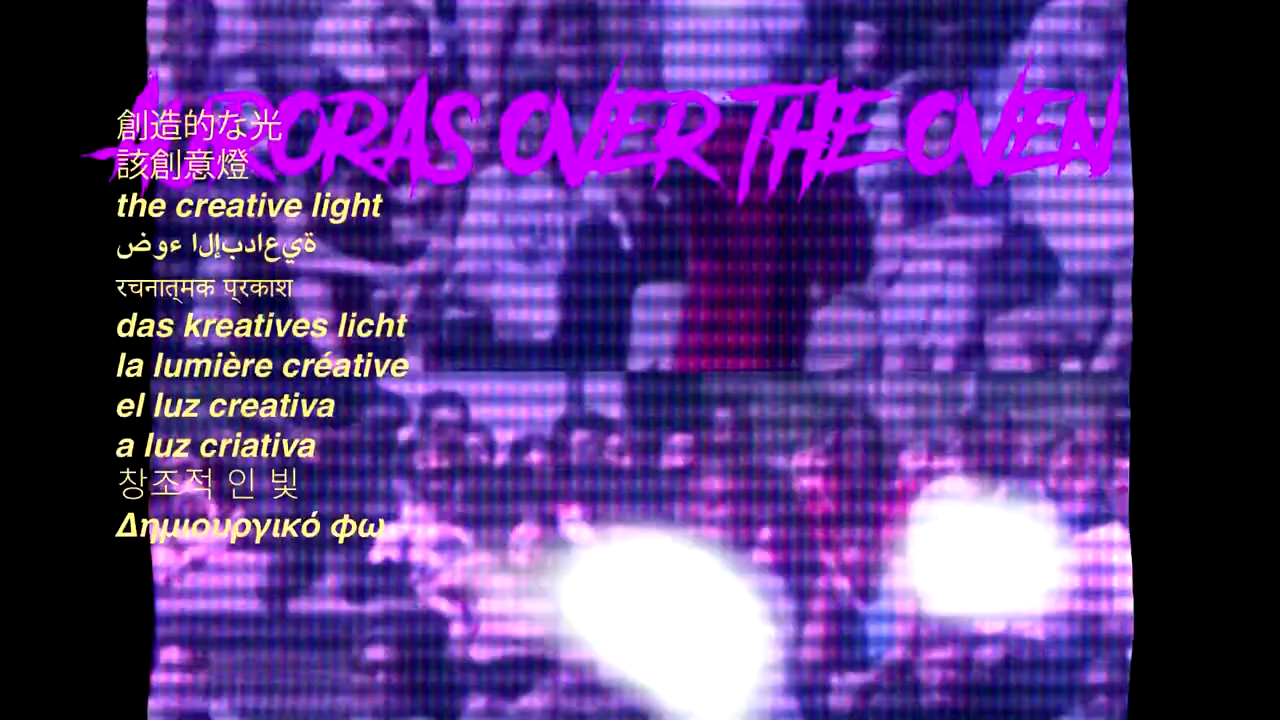 AURORAS OVER THE OVEN
創造的な光
該創意燈
the creative light
ضوء الإبداعية
रचनात्मक प्रकाश
das kreatives licht
la lumière créative
el luz creativa
a luz criativa
창조적 인 빛
Δημιουργικό φω